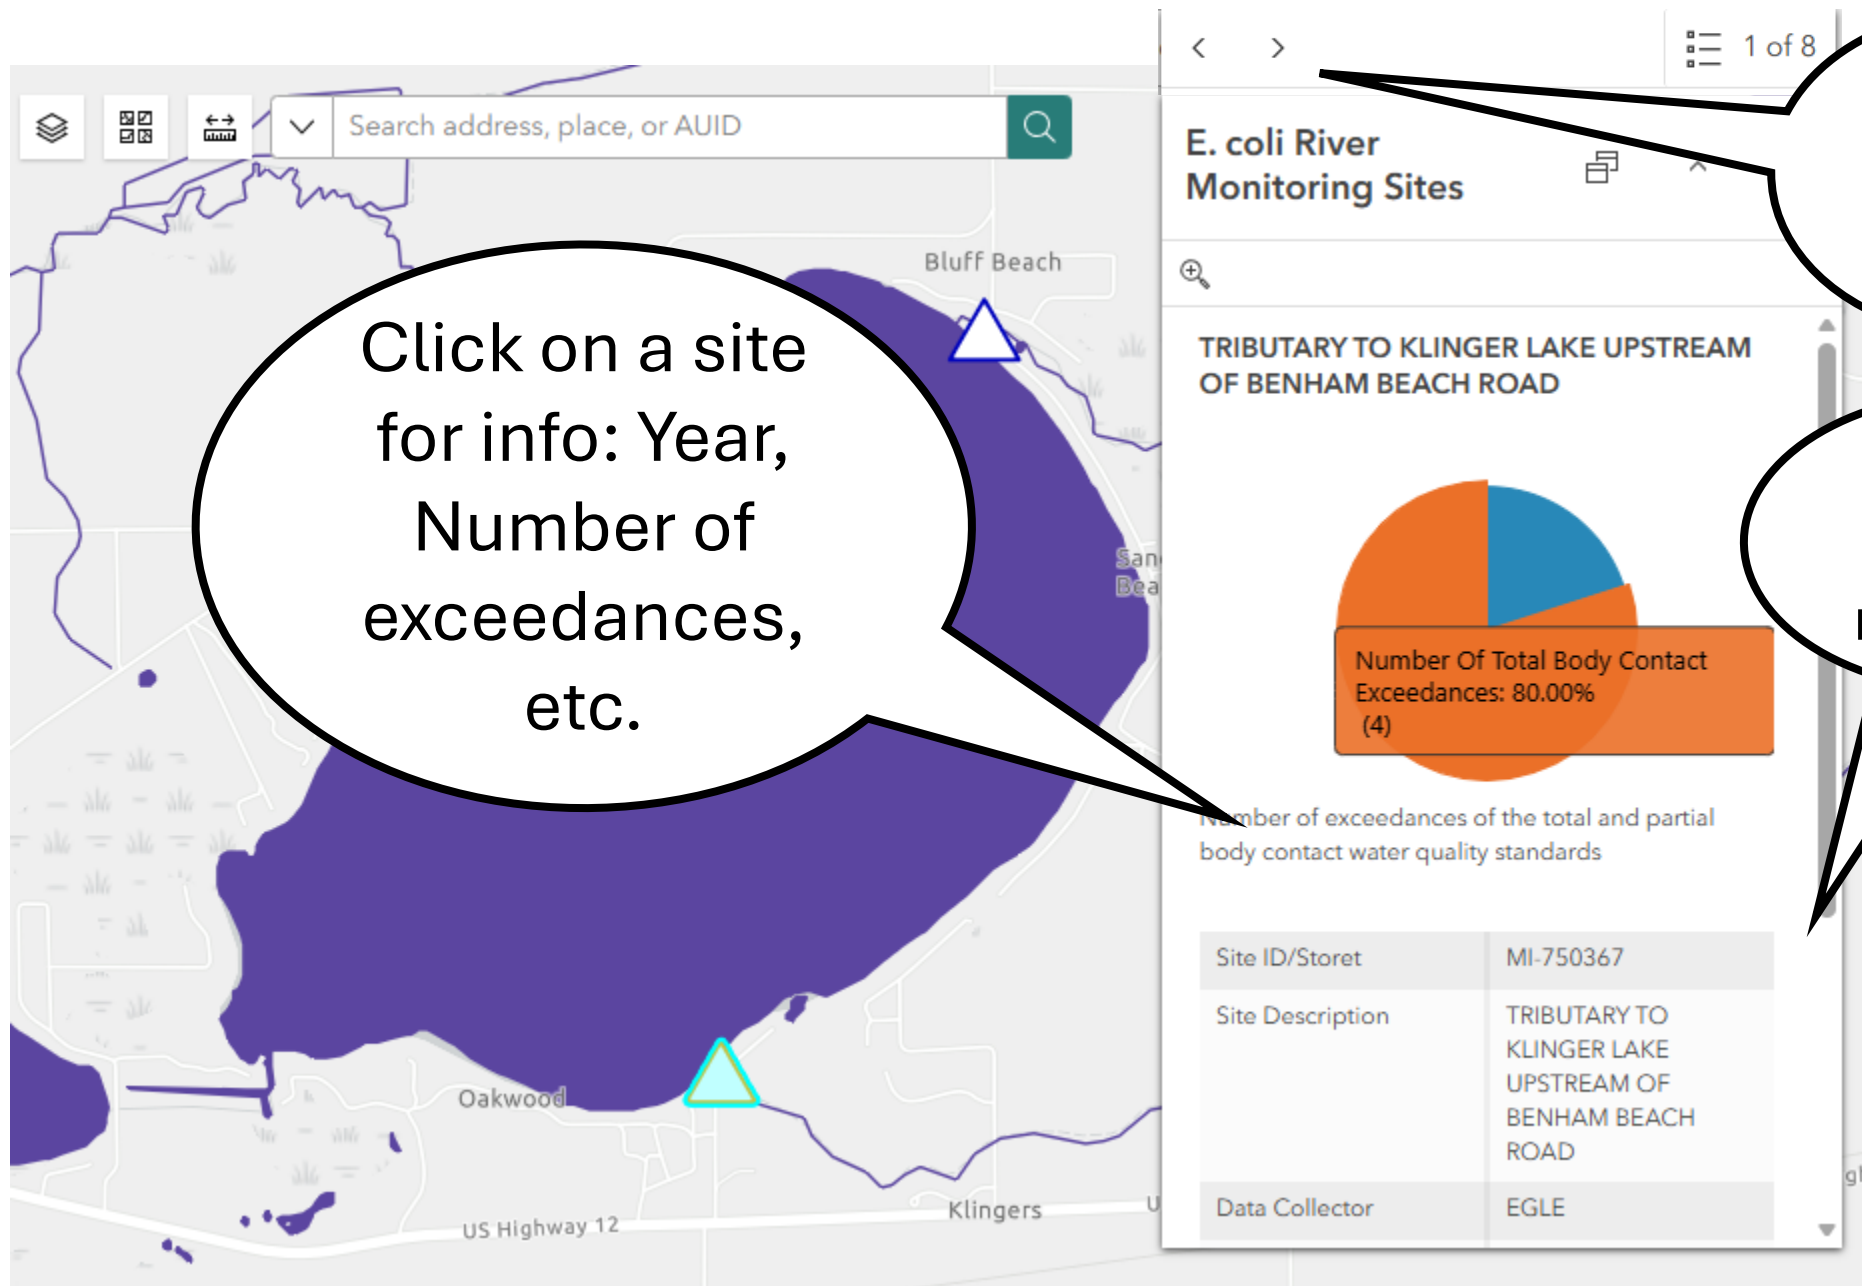 1 of 8
Search address, place, or AUID
E. coli River
Monitoring Sites
Bluff Beach
Click on a site
for info: Year,
Number of
exceedances,
etc.
TRIBUTARY TO KLINGER LAKE UPSTREAM
OF BENHAM BEACH ROAD
Number Of Total Body Contact
Exceedances: 80.00%
(4)
Number of exceedances of the total and partial
body contact water quality standards
Site ID/Storet MI-750367
Site Description TRIBUTARY TO
KLINGER LAKE
UPSTREAM OF
BENHAM BEACH
ROAD
Data Collector EGLE
Oakwood
Klingers
US Highway 12